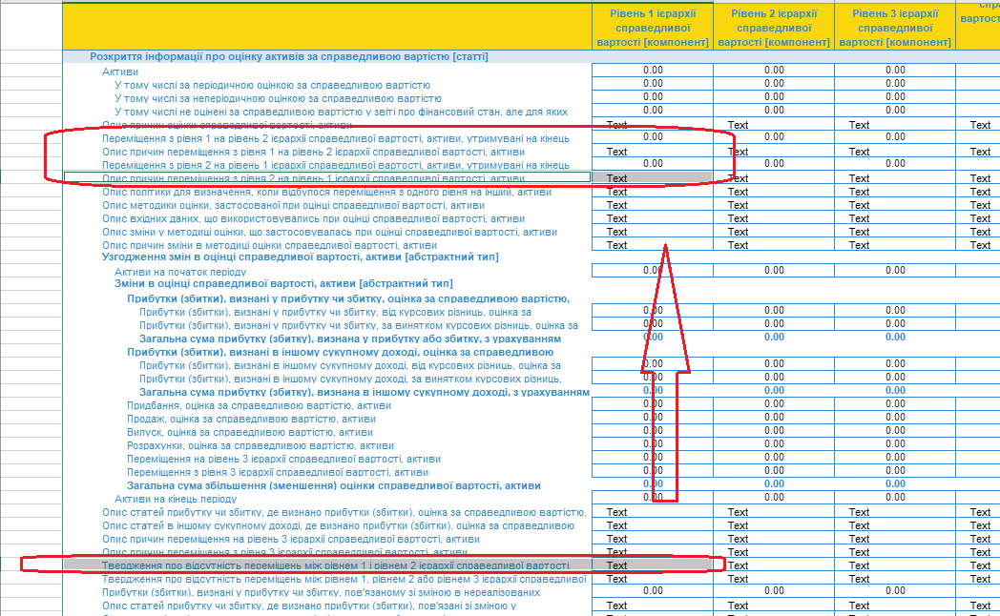 Рівень 1 ієрархії справедливої вартості [компонент]
Рівень 2 ієрархії справедливої вартості [компонент]
Рівень 3 ієрархії справедливої вартості [компонент]
Розкриття інформації про оцінку активів за справедливою вартістю [статті]
Активи 0.00 0.00 0.00
У тому числі за періодичною оцінкою за справедливою вартістю 0.00 0.00 0.00
У тому числі за неперіодичною оцінкою за справедливою вартістю 0.00 0.00 0.00
У тому числі не оцінені за справедливою вартістю у звіті про фінансовий стан, але для яких 0.00 0.00 0.00
Опис причин оцінки справедливої вартості, активи Text Text Text Text
Переміщення з рівня 1 на рівень 2 ієрархії справедливої вартості, активи, утримувані на кінець 0.00 0.00 0.00
Опис причин переміщення з рівня 1 на рівень 2 ієрархії справедливої вартості, активи Text Text Text Text
Переміщення з рівня 2 на рівень 1 ієрархії справедливої вартості, активи, утримувані на кінець 0.00 0.00 0.00
Опис причин переміщення з рівня 2 на рівень 1 ієрархії справедливої вартості, активи Text Text Text Text
Опис політики для визначення, коли відбулося переміщення з одного рівня на інший, активи Text Text Text Text
Опис методики оцінки, застосованої при оцінці справедливої вартості, активи Text Text Text Text
Опис вхідних даних, що використовувались при оцінці справедливої вартості, активи Text Text Text Text
Опис зміни у методиці оцінки, що застосовувалась при оцінці справедливої вартості, активи Text Text Text Text
Опис причин зміни в методиці оцінки справедливої вартості, активи Text Text Text Text
Узгодження змін в оцінці справедливої вартості, активи [абстрактний тип]
Активи на початок періоду 0.00 0.00 0.00
Зміни в оцінці справедливої вартості, активи [абстрактний тип]
Прибутки (збитки), визнані у прибутку чи збитку, оцінка за справедливою вартістю,
Прибутки (збитки), визнані у прибутку чи збитку, від курсових різниць, оцінка за 0.00 0.00 0.00
Прибутки (збитки), визнані у прибутку чи збитку, за винятком курсових різниць, оцінка за 0.00 0.00 0.00
Загальна сума прибутку (збитку), визнана у прибутку або збитку, з урахуванням 0.00 0.00 0.00
Прибутки (збитки), визнані в іншому сукупному доході, оцінка за справедливою
Прибутки (збитки), визнані в іншому сукупному доході, від курсових різниць, оцінка за 0.00 0.00 0.00
Прибутки (збитки), визнані в іншому сукупному доході, за винятком курсових різниць, 0.00 0.00 0.00
Загальна сума прибутку (збитку), визнана в іншому сукупному доході, з урахуванням 0.00 0.00 0.00
Придбання, оцінка за справедливою вартістю, активи 0.00 0.00 0.00
Продаж, оцінка за справедливою вартістю, активи 0.00 0.00 0.00
Випуск, оцінка за справедливою вартістю, активи 0.00 0.00 0.00
Розрахунки, оцінка за справедливою вартістю, активи 0.00 0.00 0.00
Переміщення на рівень 3 ієрархії справедливої вартості, активи 0.00 0.00 0.00
Переміщення з рівня 3 ієрархії справедливої вартості, активи 0.00 0.00 0.00
Загальна сума збільшення (зменшення) оцінки справедливої вартості, активи 0.00 0.00 0.00
Активи на кінець періоду 0.00 0.00 0.00
Опис статей прибутку чи збитку, де визнано прибутки (збитки), оцінка за справедливою вартістю, Text Text Text Text
Опис статей в іншому сукупному доході, де визнано прибутки (збитки), оцінка за справедливою Text Text Text Text
Опис причин переміщення на рівень 3 ієрархії справедливої вартості, активи Text Text Text Text
Опис причин переміщення з рівня 3 ієрархії справедливої вартості, активи Text Text Text Text
Твердження про відсутність переміщень між рівнем 1 і рівнем 2 ієрархії справедливої вартості, Text Text Text Text
Твердження про відсутність переміщень між рівнем 1, рівнем 2 або рівнем 3 ієрархії справедливої Text Text Text Text
Прибутки (збитки), визнані у прибутку чи збитку, пов'язаному зі зміною в нереалізованих 0.00 0.00 0.00
Опис статей прибутку чи збитку, де визнано прибутки (збитки), пов'язані зі зміною у Text Text Text Text